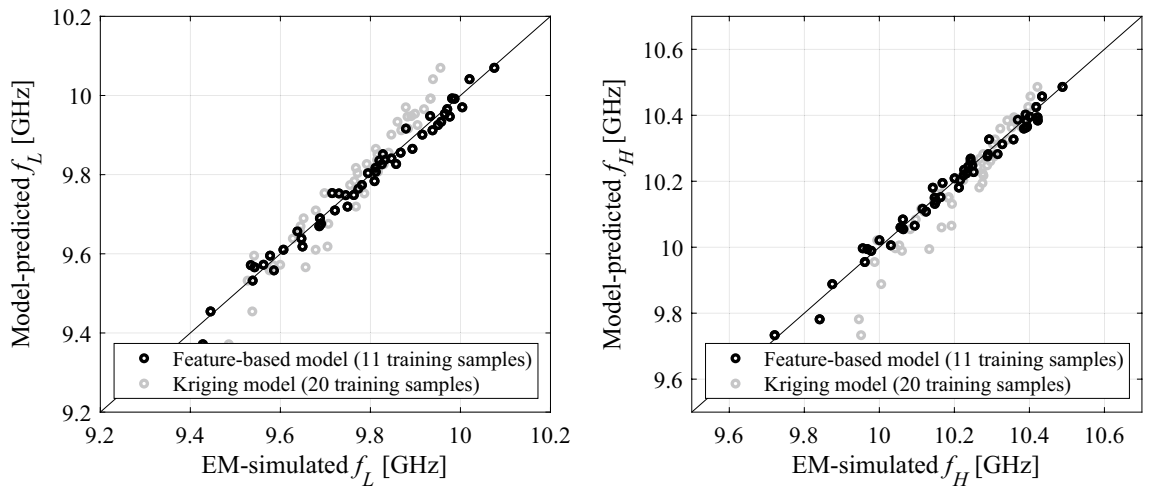 10.2
10
9.8
9.6
9.4
9.2
Model-predicted f_L [GHz]
Feature-based model (11 training samples)
Kriging model (20 training samples)
9.2 9.4 9.6 9.8 10 10.2
EM-simulated f_L [GHz]
10.6
10.4
10.2
10
9.8
9.6
Model-predicted f_H [GHz]
Feature-based model (11 training samples)
Kriging model (20 training samples)
9.6 9.8 10 10.2 10.4 10.6
EM-simulated f_H [GHz]